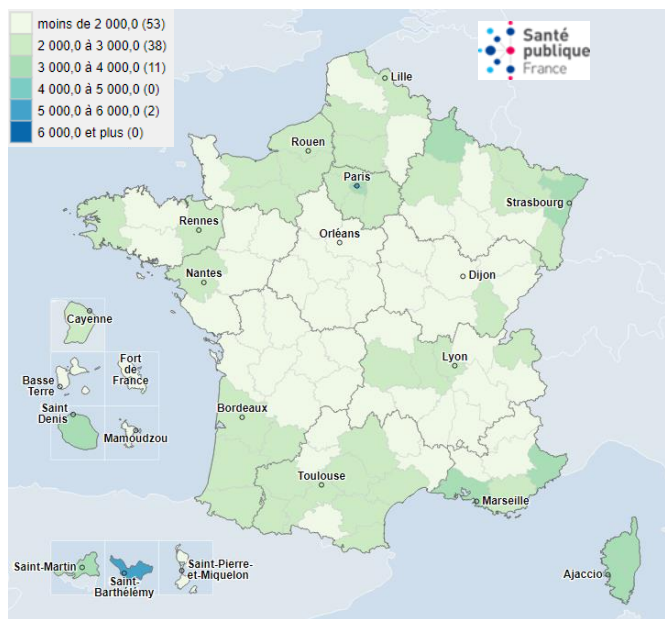 moins de 2 000,0 (53)
2 000,0 à 3 000,0 (38)
3 000,0 à 4 000,0 (11)
4 000,0 à 5 000,0 (0)
5 000,0 à 6 000,0 (2)
6 000,0 et plus (0)
Santé
publique
France
Lille
Rouen
Paris
Strasbourg
Rennes
Orléans
Nantes
Dijon
Cayenne
Lyon
Basse
Terre
Fort
de
France
Saint
Denis
Mamoudzou
Bordeaux
Toulouse
Marseille
Saint-Martin
Saint-
Barthélémy
Saint-Pierre-
et-Miquelon
Ajaccio